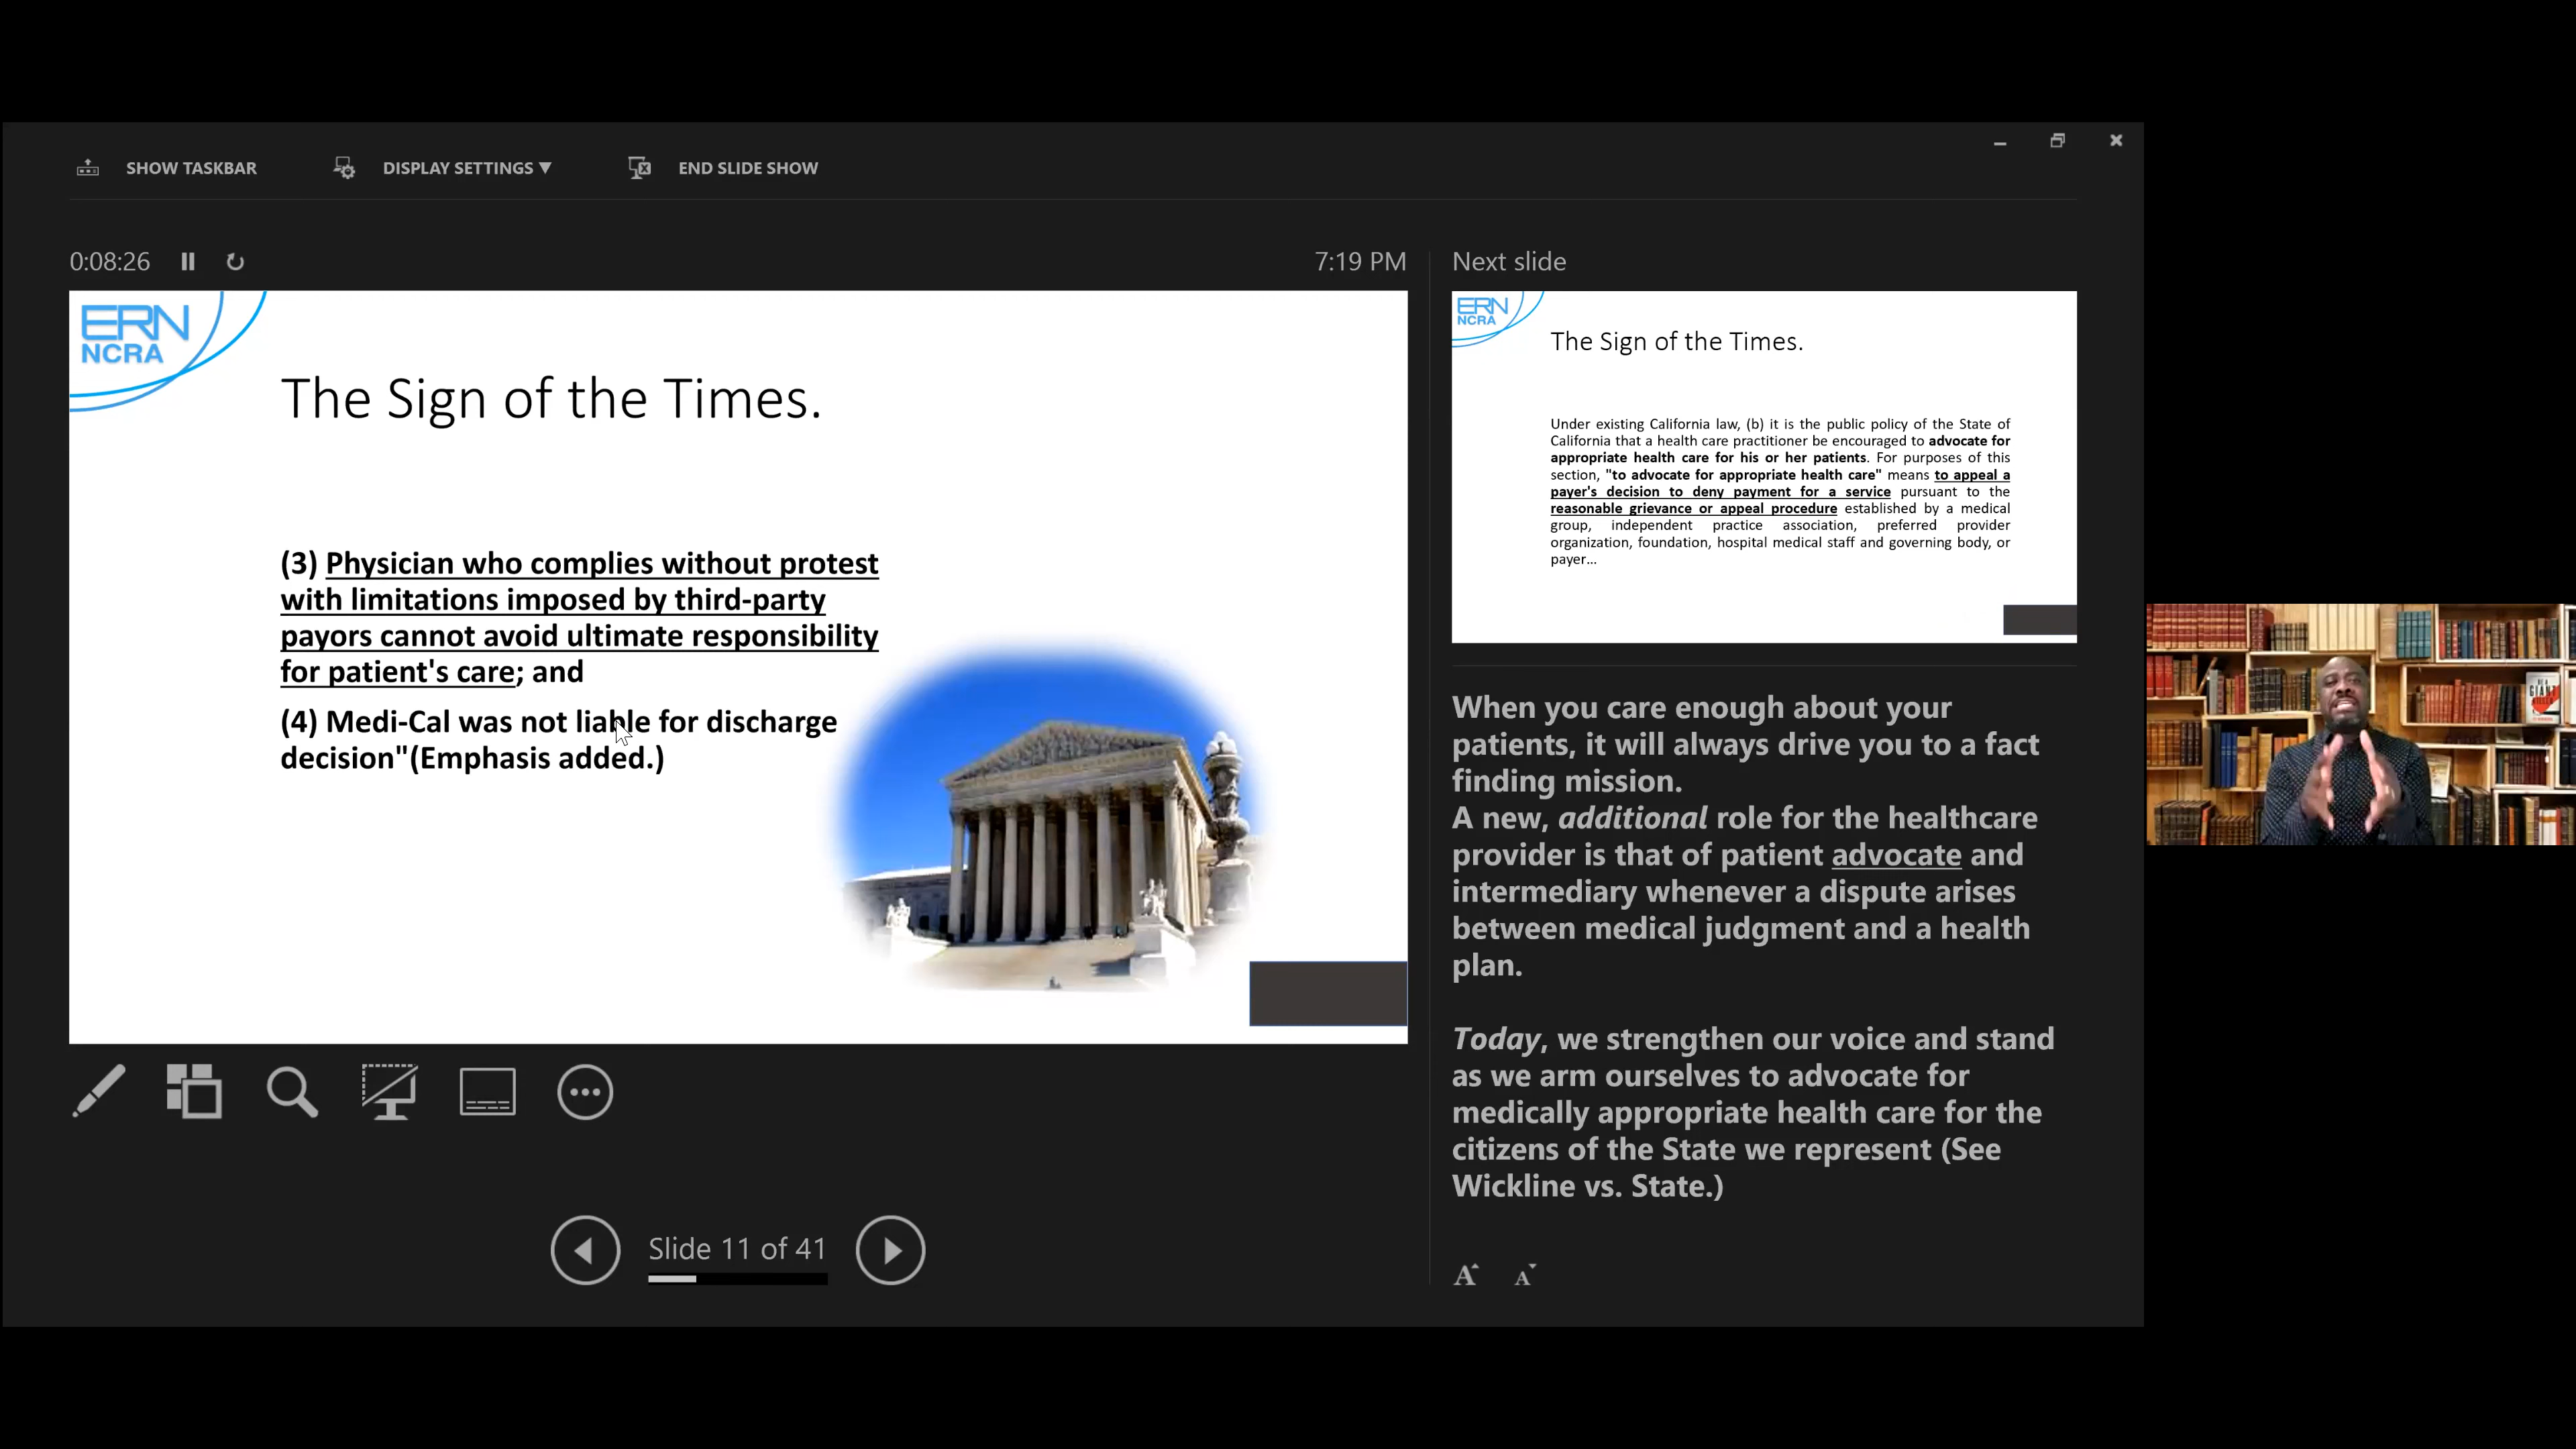 SHOW TASKBAR
DISPLAY SETTINGS ▼
END SLIDE SHOW
0:08:26
7:19 PM
ERN
NCRA
The Sign of the Times.
(3) Physician who complies without protest
with limitations imposed by third-party
payors cannot avoid ultimate responsibility
for patient's care; and
(4) Medi-Cal was not liable for discharge
decision"(Emphasis added.)
Slide 11 of 41
Next slide
ERN
NCRA
The Sign of the Times.
Under existing California law, (b) it is the public policy of the State of
California that a health care practitioner be encouraged to advocate for
appropriate health care for his or her patients. For purposes of this
section, "to advocate for appropriate health care" means to appeal a
payer's decision to deny payment for a service pursuant to the
reasonable grievance or appeal procedure established by a medical
group, independent practice association, preferred provider
organization, foundation, hospital medical staff and governing body, or
payer...
When you care enough about your
patients, it will always drive you to a fact
finding mission.
A new, additional role for the healthcare
provider is that of patient advocate and
intermediary whenever a dispute arises
between medical judgment and a health
plan.
Today, we strengthen our voice and stand
as we arm ourselves to advocate for
medically appropriate health care for the
citizens of the State we represent (See
Wickline vs. State.)
A A
GIANT